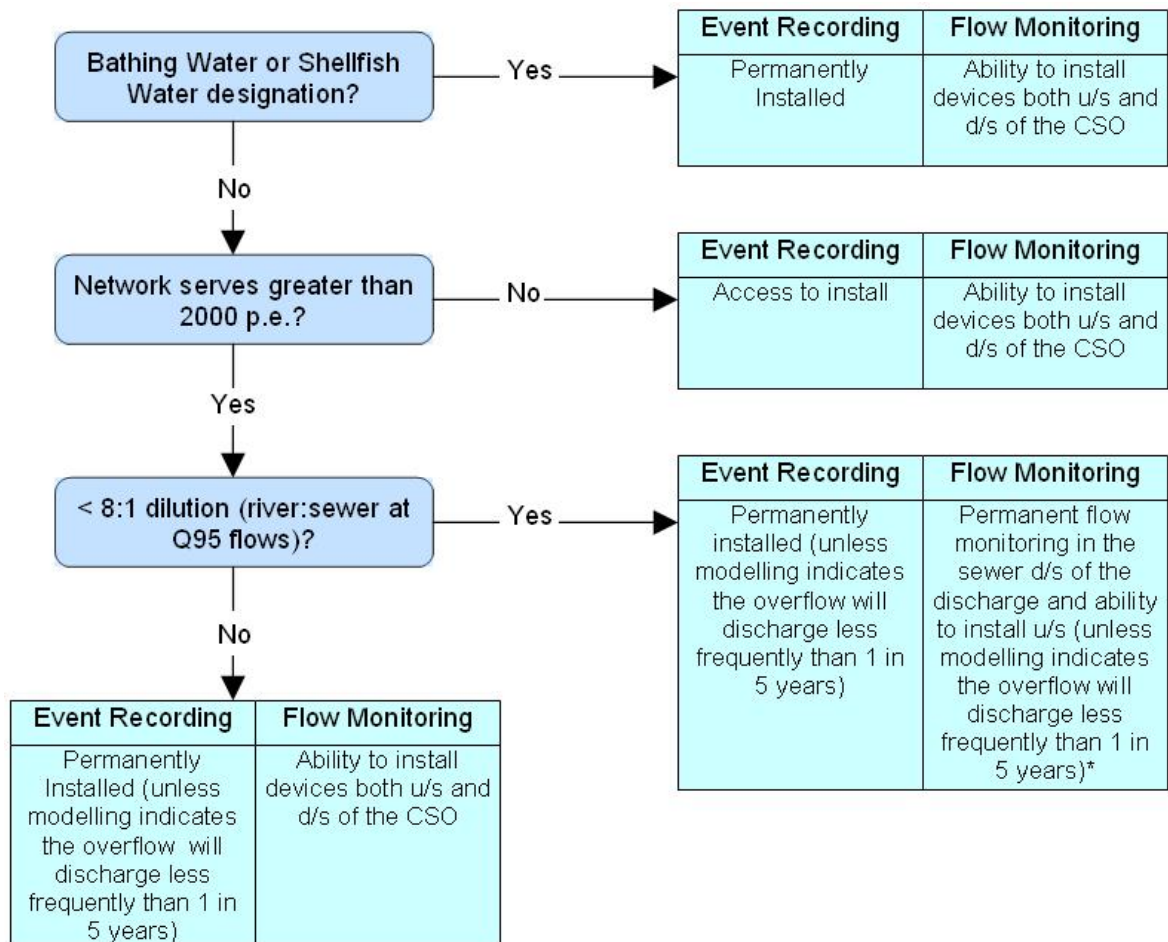 Bathing Water or Shellfish
Water designation?
Yes
Event Recording
Flow Monitoring
Permanently
Installed
Ability to install
devices both u/s and
d/s of the CSO
No
Network serves greater than
2000 p.e.?
No
Event Recording
Flow Monitoring
Access to install
Ability to install
devices both u/s and
d/s of the CSO
Yes
< 8:1 dilution (river:sewer at
Q95 flows)?
Yes
Event Recording
Flow Monitoring
Permanently
installed (unless
modelling indicates
the overflow will
discharge less
frequently than 1 in
5 years)
Permanent flow
monitoring in the
sewer d/s of the
discharge and ability
to install u/s (unless
modelling indicates
the overflow will
discharge less
frequently than 1 in
5 years)*
No
Event Recording
Flow Monitoring
Permanently
Installed (unless
modelling indicates
the overflow will
discharge less
frequently than 1 in
5 years)
Ability to install
devices both u/s and
d/s of the CSO